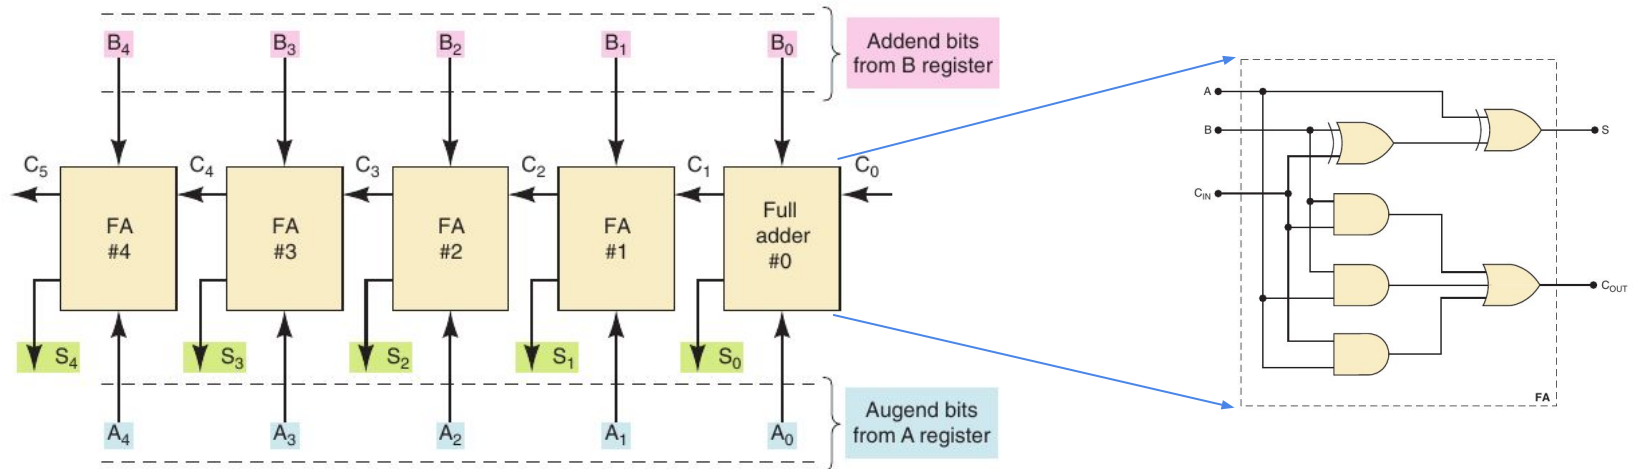 B₄ B₃ B₂ B₁ B₀
Addend bits
from B register
C₅ C₄ C₃ C₂ C₁ C₀
FA
#4
FA
#3
FA
#2
FA
#1
Full
adder
#0
S₄ S₃ S₂ S₁ S₀
A₄ A₃ A₂ A₁ A₀
Augend bits
from A register
A
B
C_IN
S
C_OUT
FA